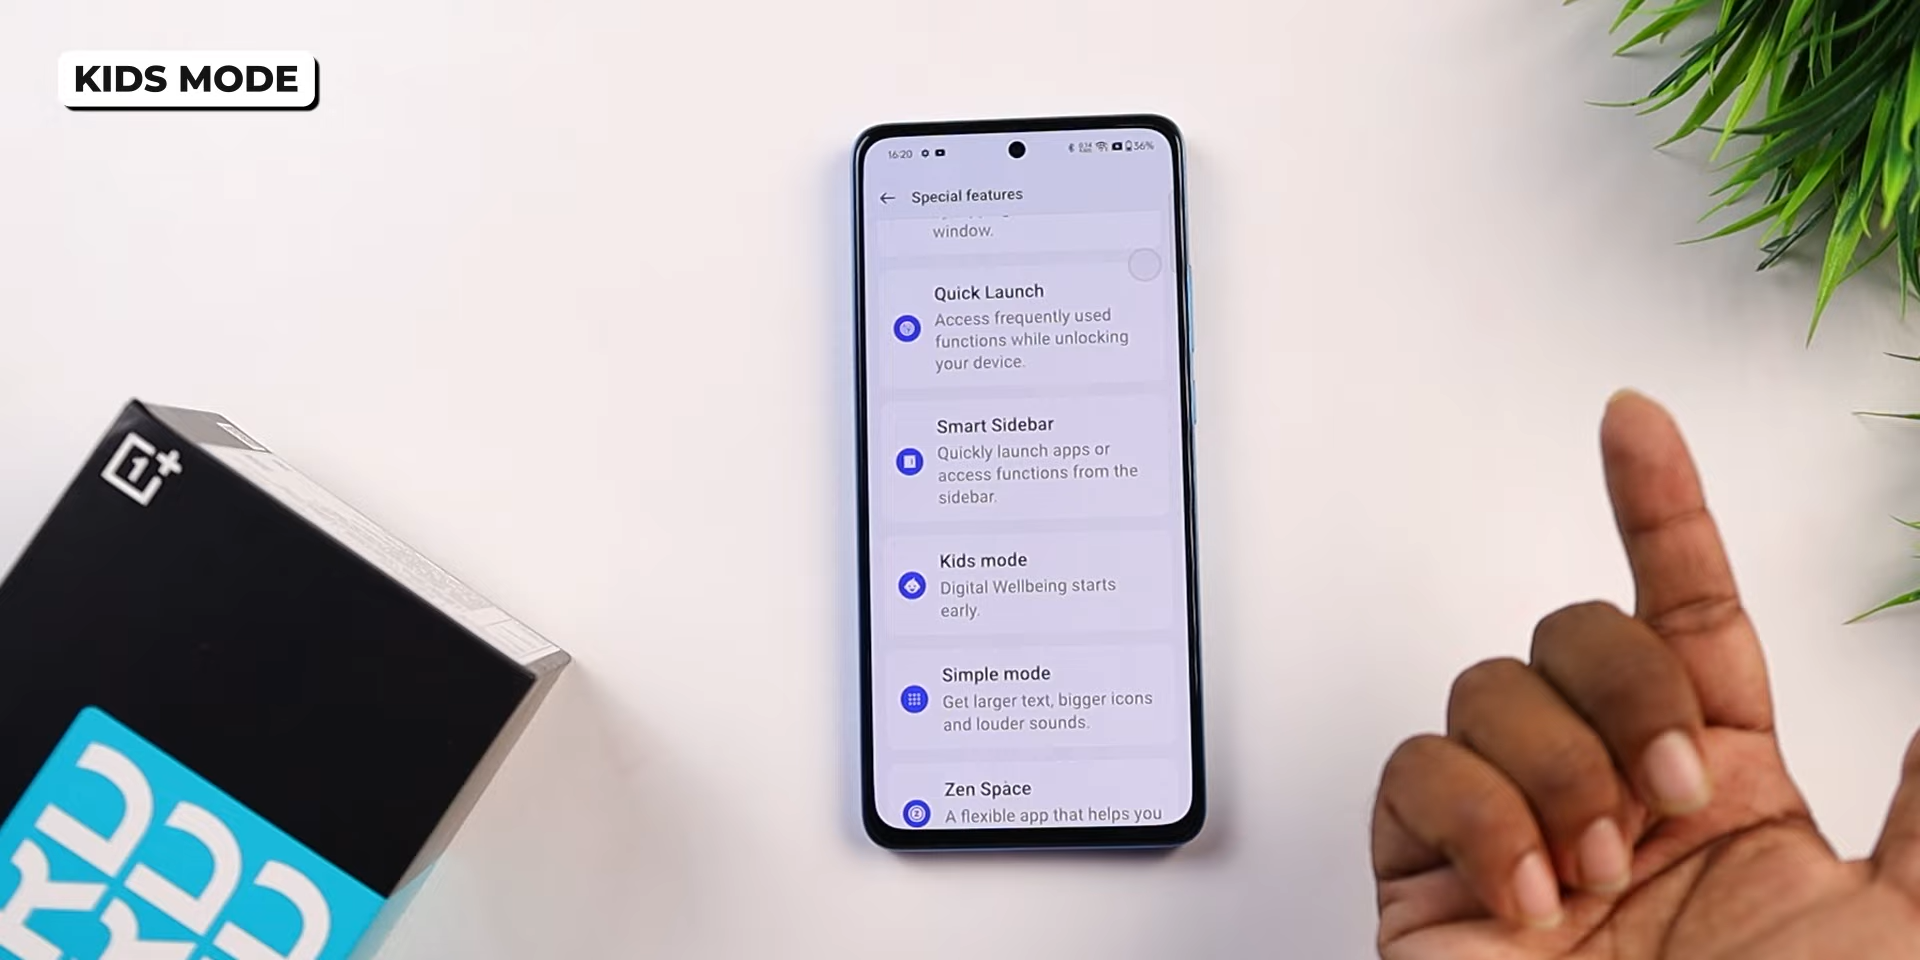 KIDS MODE
16:20
36%
Special features
window.
Quick Launch
Access frequently used
functions while unlocking
your device.
Smart Sidebar
Quickly launch apps or
access functions from the
sidebar.
Kids mode
Digital Wellbeing starts
early.
Simple mode
Get larger text, bigger icons
and louder sounds.
Zen Space
A flexible app that helps you
1+